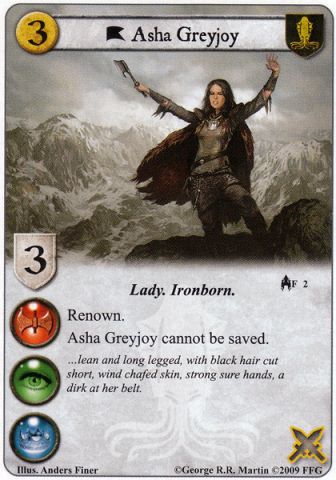 3
Asha Greyjoy
3
Lady. Ironborn.
F 2
Renown.
Asha Greyjoy cannot be saved.
...lean and long legged, with black hair cut
short, wind chafed skin, strong sure hands, a
dirk at her belt.
Illus. Anders Finer
©George R.R. Martin ©2009 FFG